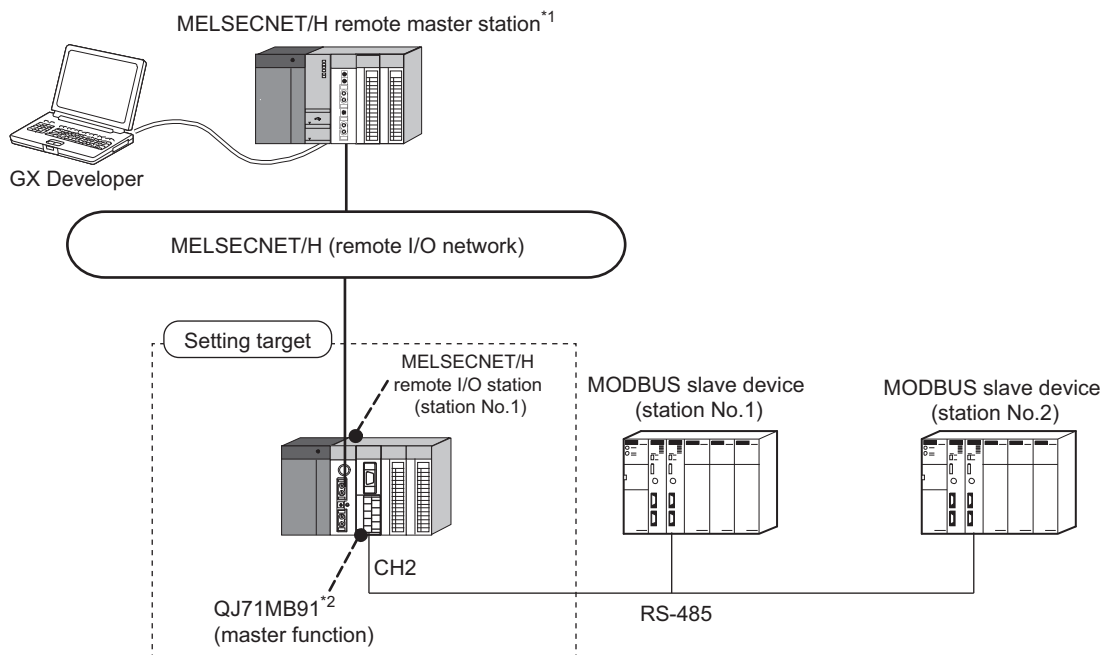 MELSECNET/H remote master station*1
GX Developer
MELSECNET/H (remote I/O network)
Setting target
MELSECNET/H
remote I/O station
(station No.1)
MODBUS slave device
(station No.1)
MODBUS slave device
(station No.2)
CH2
QJ71MB91*2
(master function)
RS-485